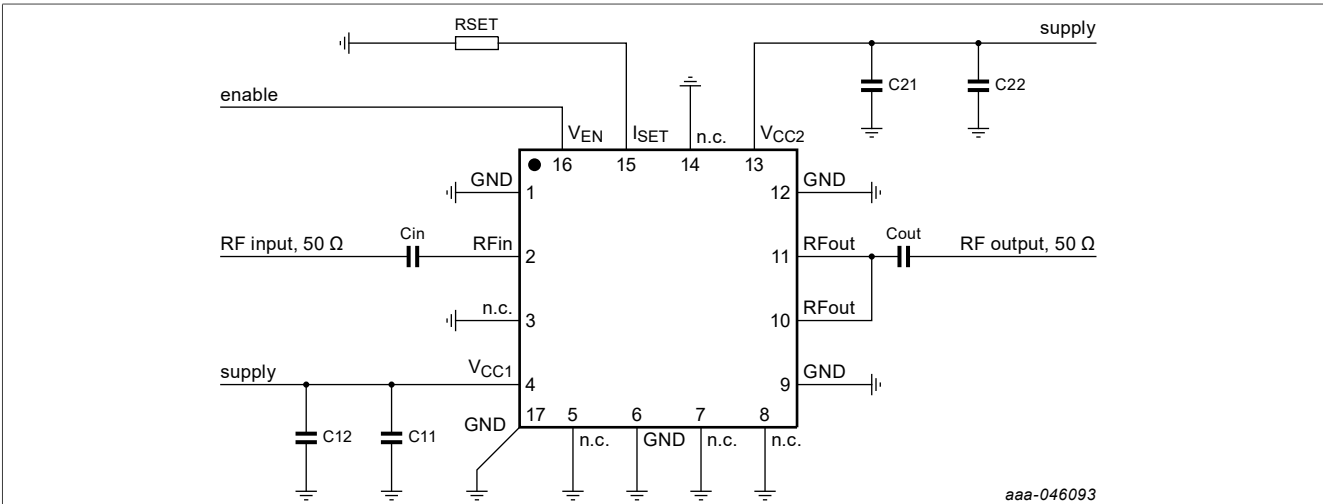 RSET
supply
C21
C22
enable
VEN
ISET
n.c.
VCC2
16
15
14
13
GND
1
12
GND
RF input, 50 Ω
Cin
RFin
2
11
RFout
Cout
RF output, 50 Ω
n.c.
3
10
RFout
supply
VCC1
4
9
GND
C12
C11
GND
17
5
6
7
8
n.c.
GND
n.c.
n.c.
aaa-046093